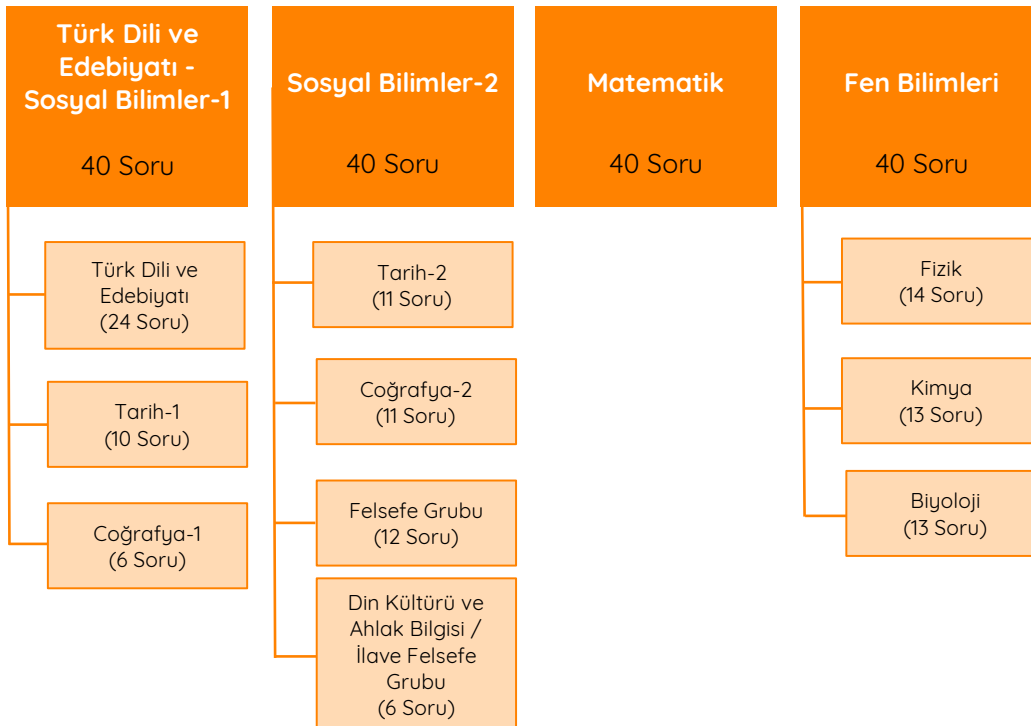 Türk Dili ve
Edebiyatı -
Sosyal Bilimler-1
40 Soru
Türk Dili ve
Edebiyatı
(24 Soru)
Tarih-1
(10 Soru)
Coğrafya-1
(6 Soru)
Sosyal Bilimler-2
40 Soru
Tarih-2
(11 Soru)
Coğrafya-2
(11 Soru)
Felsefe Grubu
(12 Soru)
Din Kültürü ve
Ahlak Bilgisi /
İlave Felsefe
Grubu
(6 Soru)
Matematik
40 Soru
Fen Bilimleri
40 Soru
Fizik
(14 Soru)
Kimya
(13 Soru)
Biyoloji
(13 Soru)